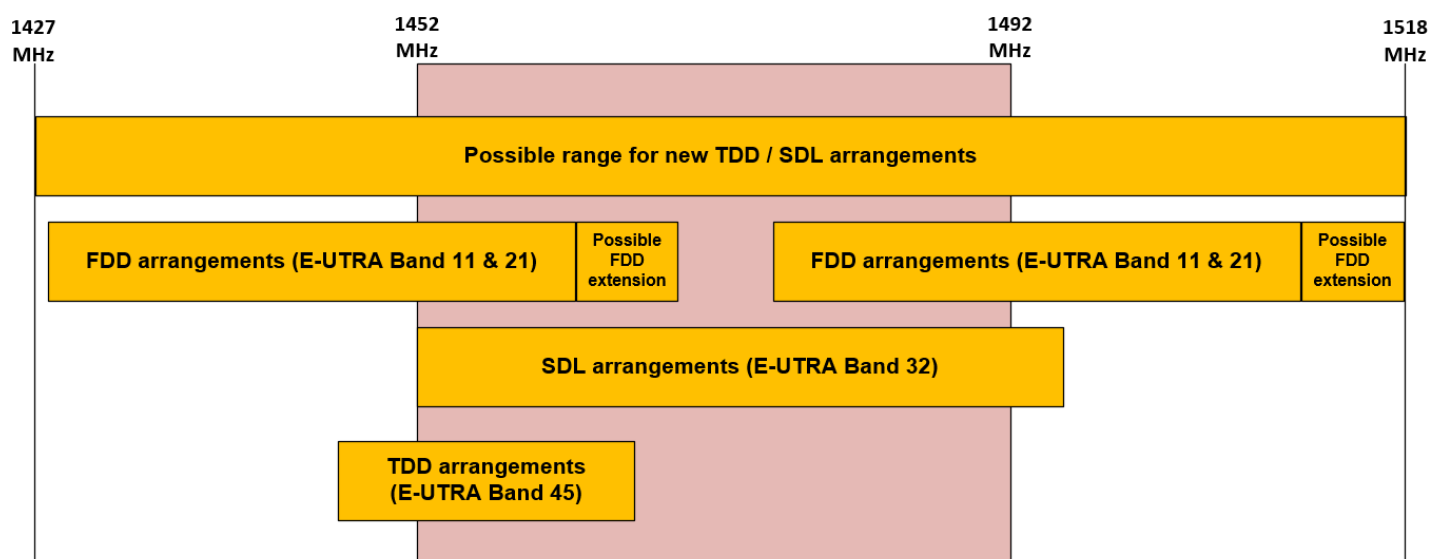 1427
MHz
1452
MHz
1492
MHz
1518
MHz
Possible range for new TDD / SDL arrangements
FDD arrangements (E-UTRA Band 11 & 21)
Possible
FDD
extension
FDD arrangements (E-UTRA Band 11 & 21)
Possible
FDD
extension
SDL arrangements (E-UTRA Band 32)
TDD arrangements
(E-UTRA Band 45)